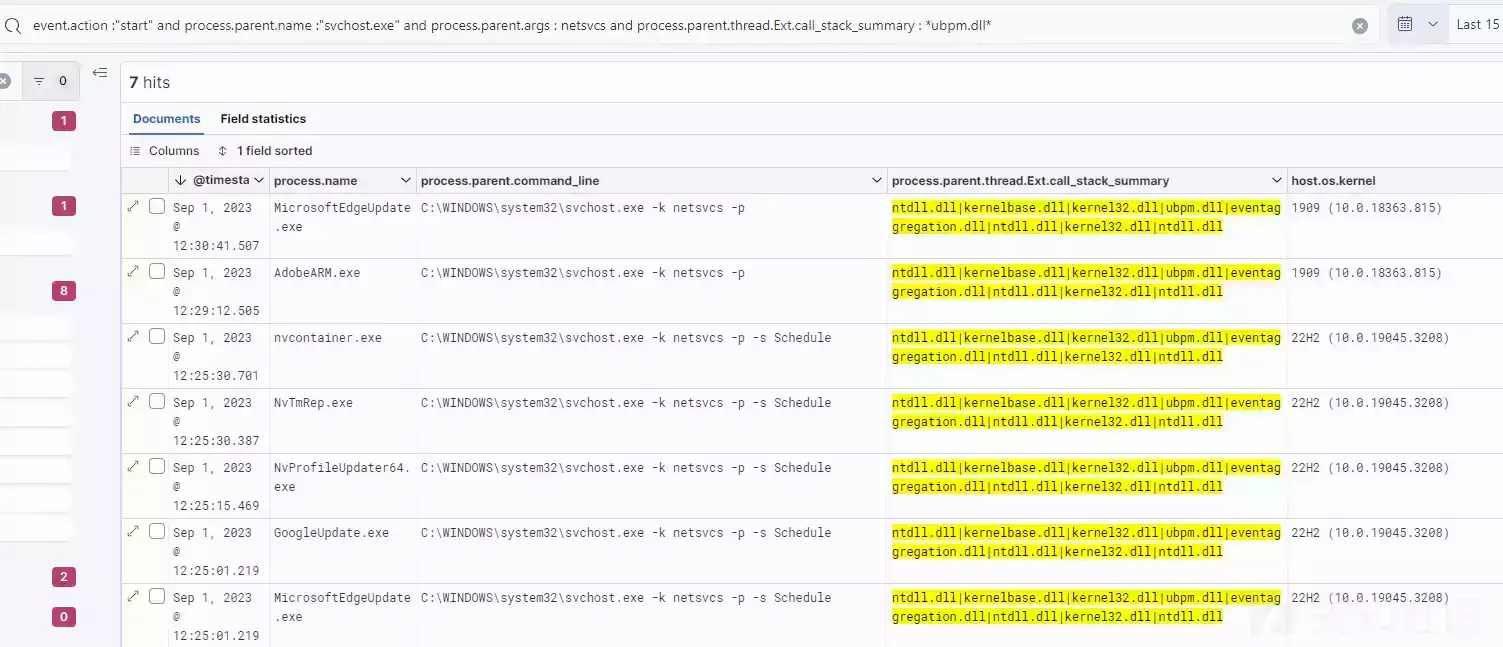 event.action :"start" and process.parent.name :"svchost.exe" and process.parent.args : netsvcs and process.parent.thread.Ext.call_stack_summary : *ubpm.dll*
Last 15
0
7 hits
1
Documents Field statistics
Columns 1 field sorted
@timesta process.name process.parent.command_line process.parent.thread.Ext.call_stack_summary host.os.kernel
1
Sep 1, 2023 MicrosoftEdgeUpdate C:\WINDOWS\system32\svchost.exe -k netsvcs -p ntdll.dll|kernelbase.dll|kernel32.dll|ubpm.dll|eventag 1909 (10.0.18363.815)
@ .exe gregation.dll|ntdll.dll|kernel32.dll|ntdll.dll
12:30:41.507
Sep 1, 2023 AdobeARM.exe C:\WINDOWS\system32\svchost.exe -k netsvcs -p ntdll.dll|kernelbase.dll|kernel32.dll|ubpm.dll|eventag 1909 (10.0.18363.815)
8
@ gregation.dll|ntdll.dll|kernel32.dll|ntdll.dll
12:29:12.505
Sep 1, 2023 nvcontainer.exe C:\WINDOWS\system32\svchost.exe -k netsvcs -p -s Schedule ntdll.dll|kernelbase.dll|kernel32.dll|ubpm.dll|eventag 22H2 (10.0.19045.3208)
@ gregation.dll|ntdll.dll|kernel32.dll|ntdll.dll
12:25:30.701
Sep 1, 2023 NvTmRep.exe C:\WINDOWS\system32\svchost.exe -k netsvcs -p -s Schedule ntdll.dll|kernelbase.dll|kernel32.dll|ubpm.dll|eventag 22H2 (10.0.19045.3208)
@ gregation.dll|ntdll.dll|kernel32.dll|ntdll.dll
12:25:30.387
Sep 1, 2023 NvProfileUpdater64. C:\WINDOWS\system32\svchost.exe -k netsvcs -p -s Schedule ntdll.dll|kernelbase.dll|kernel32.dll|ubpm.dll|eventag 22H2 (10.0.19045.3208)
@ exe gregation.dll|ntdll.dll|kernel32.dll|ntdll.dll
12:25:15.469
Sep 1, 2023 GoogleUpdate.exe C:\WINDOWS\system32\svchost.exe -k netsvcs -p -s Schedule ntdll.dll|kernelbase.dll|kernel32.dll|ubpm.dll|eventag 22H2 (10.0.19045.3208)
@ gregation.dll|ntdll.dll|kernel32.dll|ntdll.dll
12:25:01.219
2
Sep 1, 2023 MicrosoftEdgeUpdate C:\WINDOWS\system32\svchost.exe -k netsvcs -p -s Schedule ntdll.dll|kernelbase.dll|kernel32.dll|ubpm.dll|eventag 22H2 (10.0.19045.3208)
0
@ .exe gregation.dll|ntdll.dll|kernel32.dll|ntdll.dll
12:25:01.219